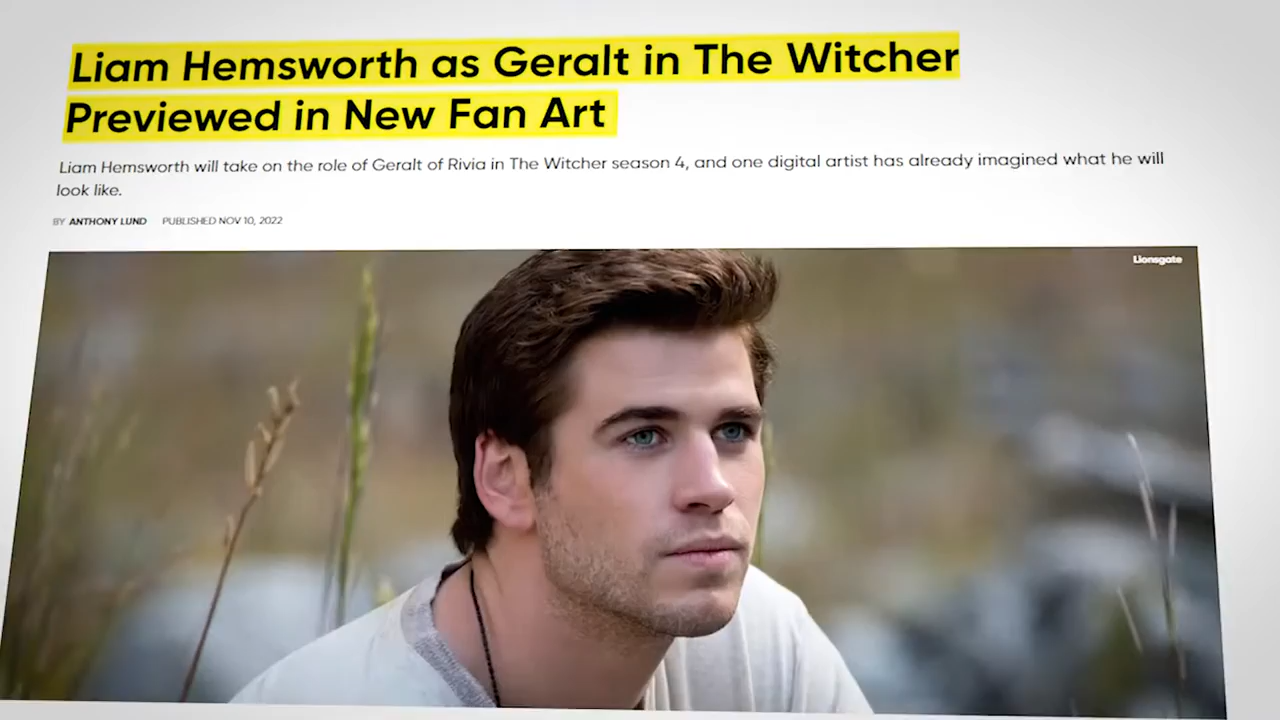 Liam Hemsworth as Geralt in The Witcher
Previewed in New Fan Art
Liam Hemsworth will take on the role of Geralt of Rivia in The Witcher season 4, and one digital artist has already imagined what he will
look like.
BY ANTHONY LUND PUBLISHED NOV 10, 2022
Lionsgate